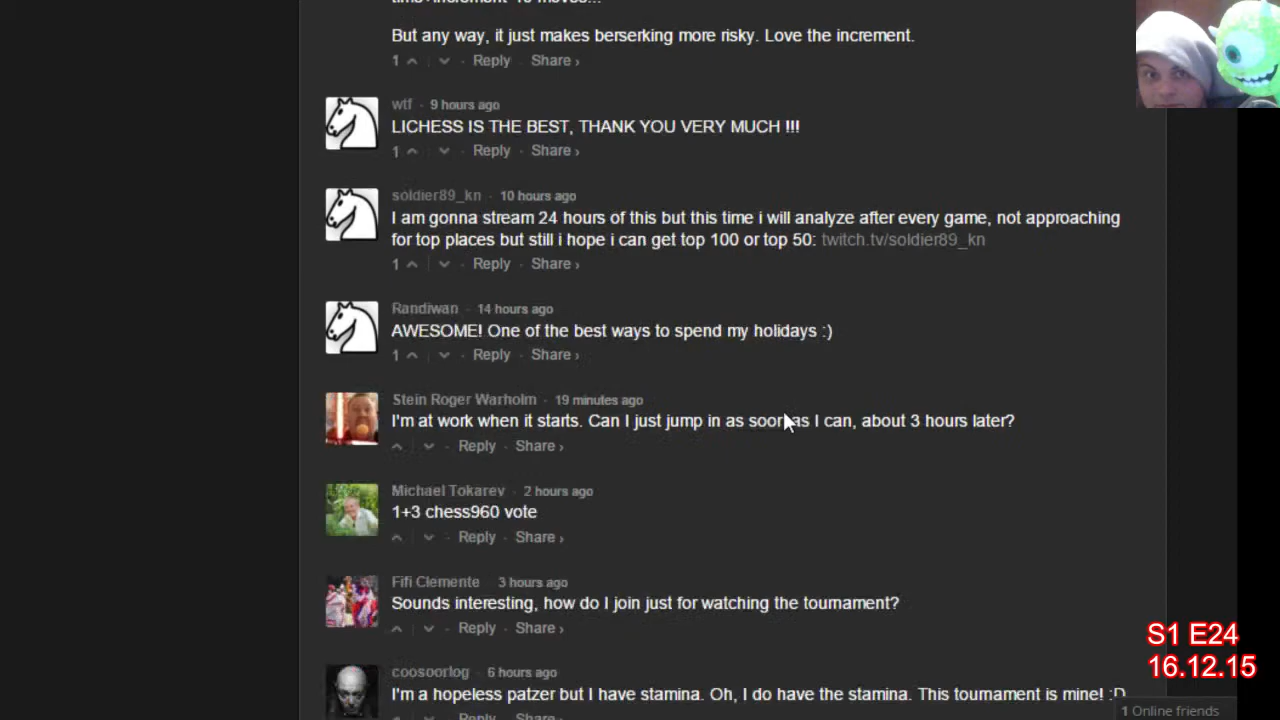 But any way, it just makes berserking more risky. Love the increment.
1 Reply Share ›
wtf · 9 hours ago
LICHESS IS THE BEST, THANK YOU VERY MUCH !!!
1 Reply Share ›
soldier89_kn · 10 hours ago
I am gonna stream 24 hours of this but this time i will analyze after every game, not approaching
for top places but still i hope i can get top 100 or top 50: twitch.tv/soldier89_kn
1 Reply Share ›
Randiwan · 14 hours ago
AWESOME! One of the best ways to spend my holidays :)
1 Reply Share ›
Stein Roger Warholm · 19 minutes ago
I'm at work when it starts. Can I just jump in as soon as I can, about 3 hours later?
Reply Share ›
Michael Tokarev · 2 hours ago
1+3 chess960 vote
Reply Share ›
Fifi Clemente 3 hours ago
Sounds interesting, how do I join just for watching the tournament?
Reply Share ›
coosoorlog · 6 hours ago
I'm a hopeless patzer but I have stamina. Oh, I do have the stamina. This tournament is mine! :D
Reply Share
S1 E24
16.12.15
1 Online friends